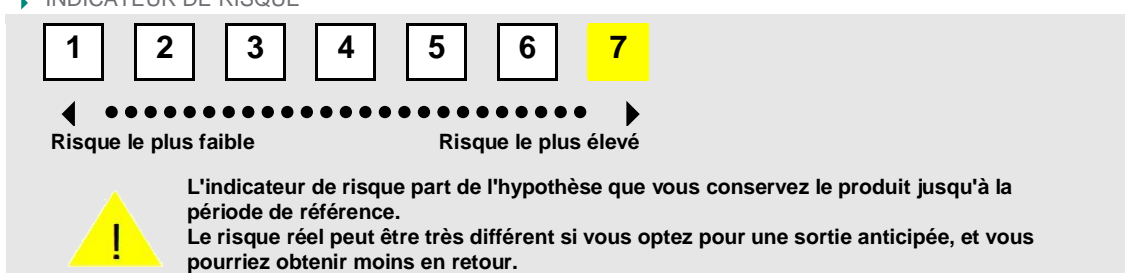 INDICATEUR DE RISQUE
1 2 3 4 5 6 7
Risque le plus faible Risque le plus élevé
L'indicateur de risque part de l'hypothèse que vous conservez le produit jusqu'à la
période de référence.
Le risque réel peut être très différent si vous optez pour une sortie anticipée, et vous
pourriez obtenir moins en retour.
!